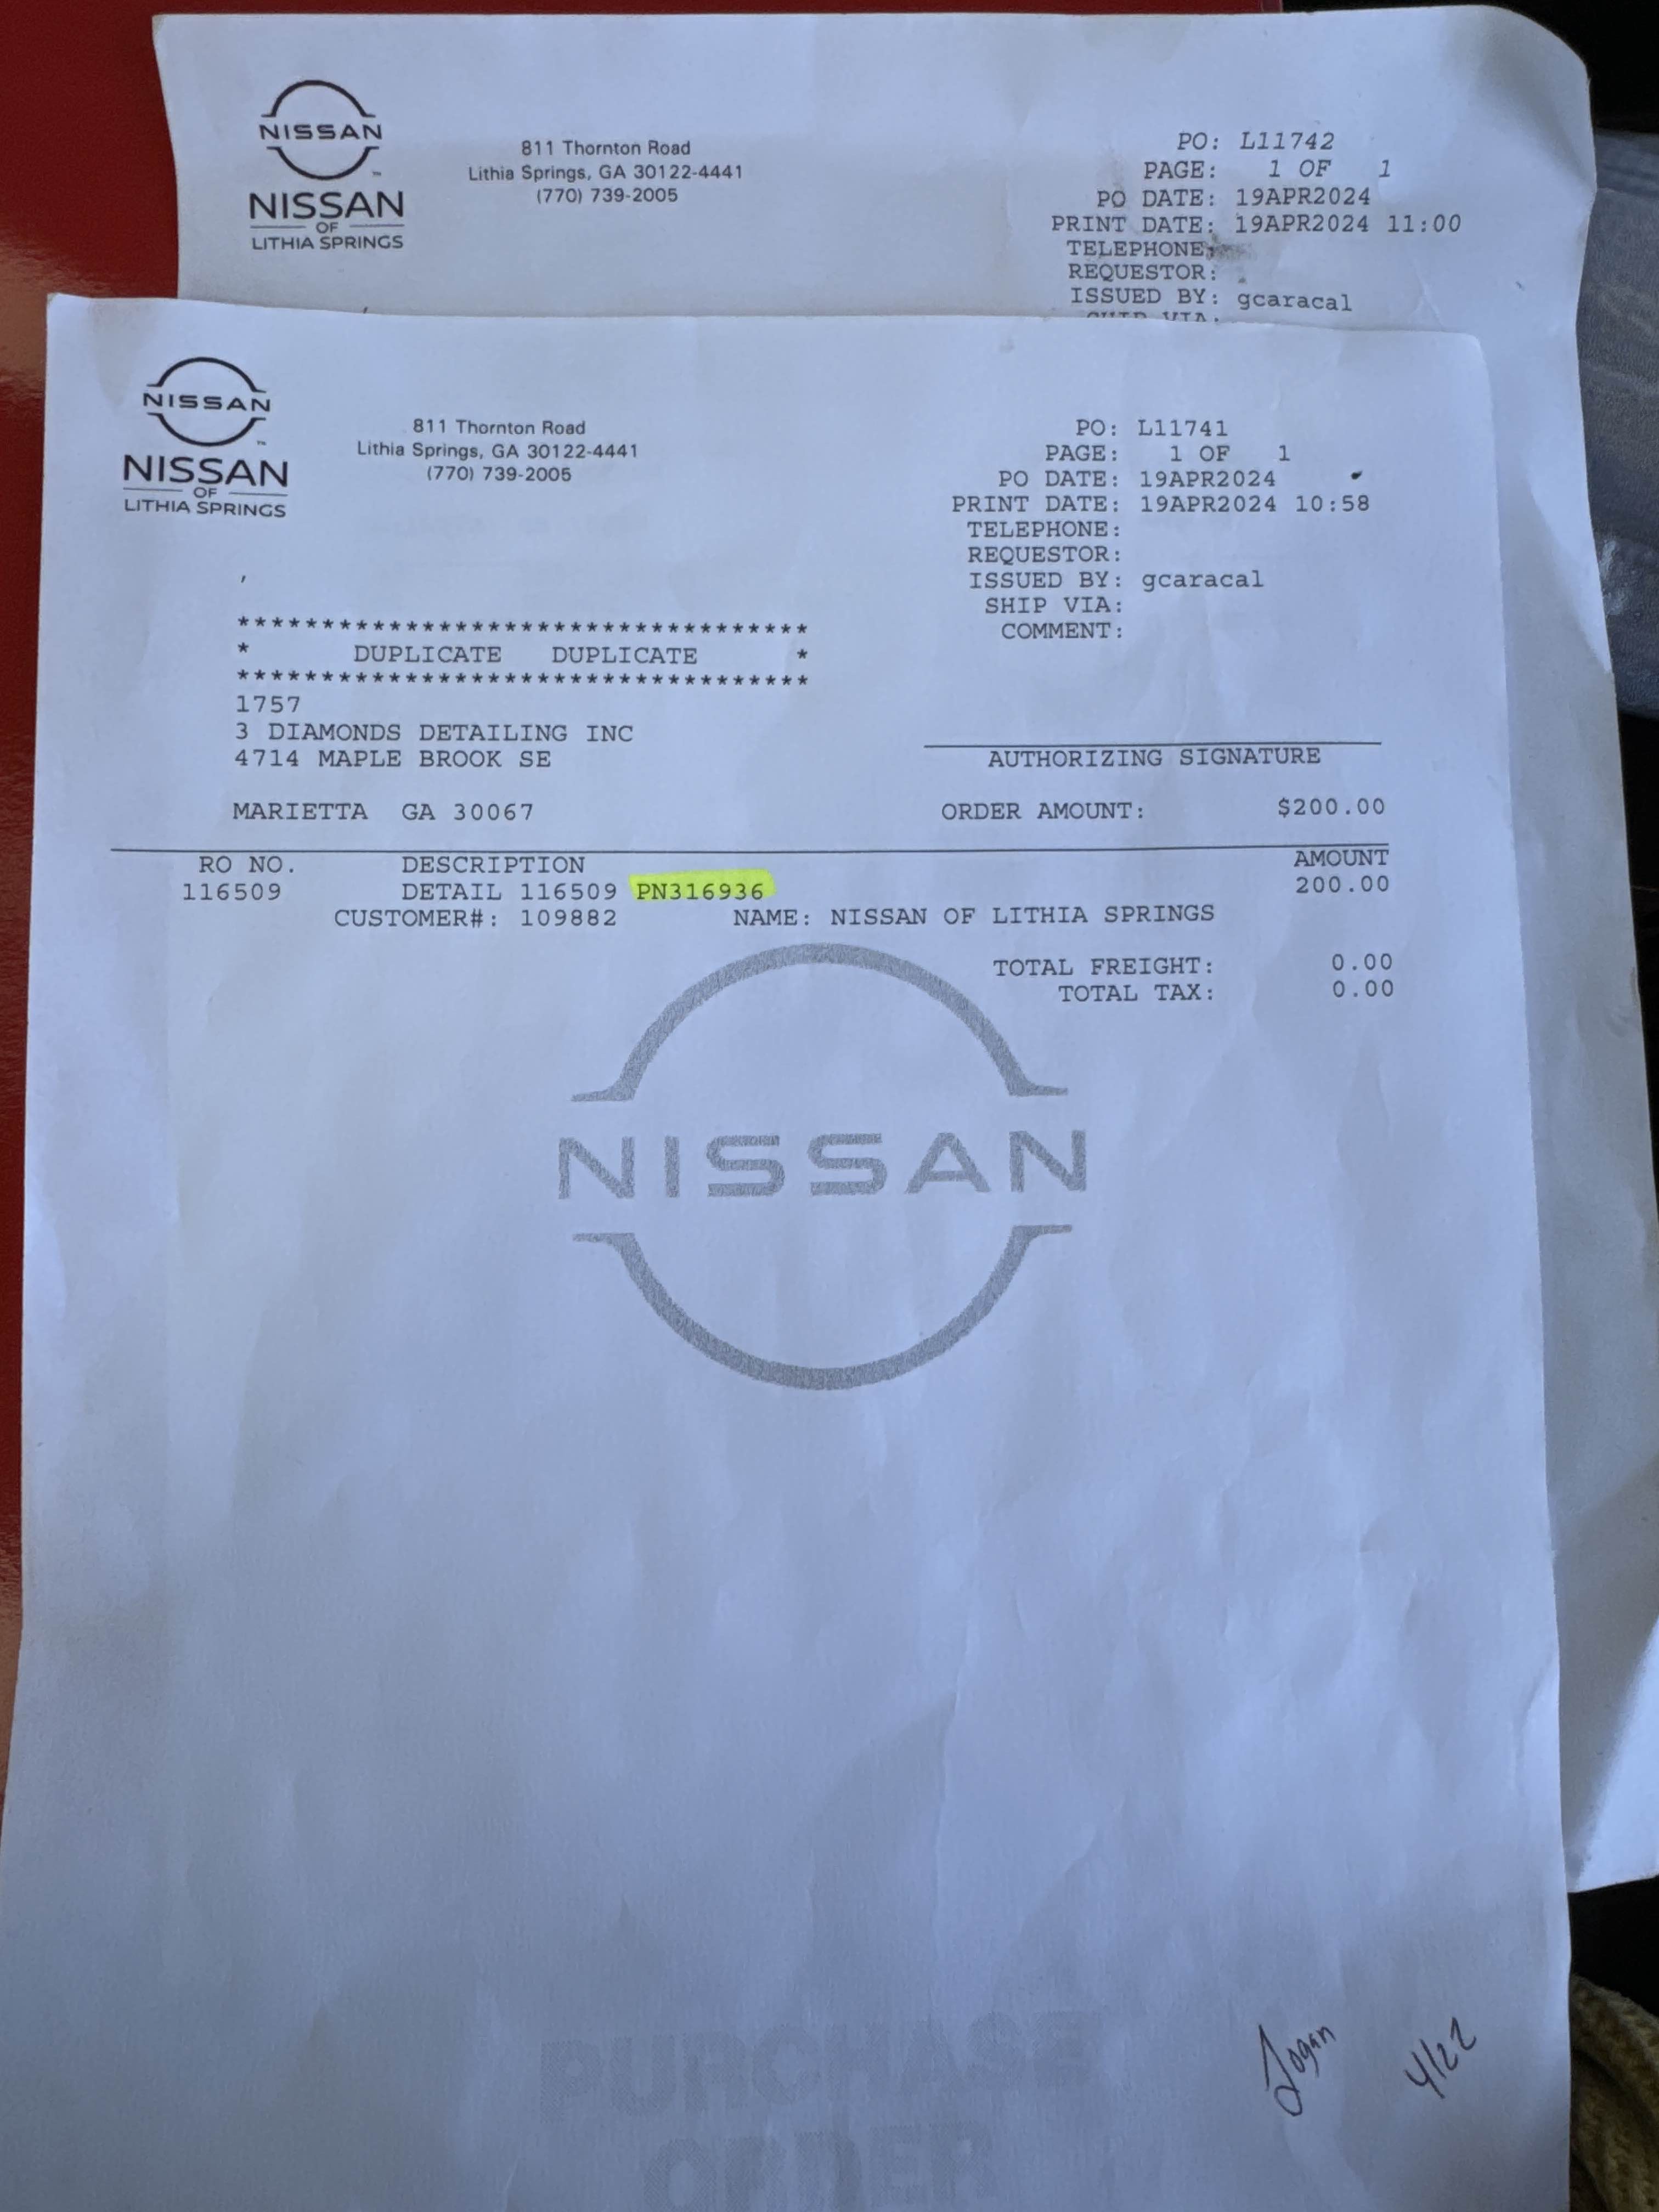 NISSAN
NISSAN
OF
LITHIA SPRINGS
811 Thornton Road
Lithia Springs, GA 30122-4441
(770) 739-2005
PO: L11742
PAGE: 1 OF 1
PO DATE: 19APR2024
PRINT DATE: 19APR2024 11:00
TELEPHONE:
REQUESTOR:
ISSUED BY: gcaracal
SHIP VIA:
NISSAN
NISSAN
OF
LITHIA SPRINGS
811 Thornton Road
Lithia Springs, GA 30122-4441
(770) 739-2005
PO: L11741
PAGE: 1 OF 1
PO DATE: 19APR2024
PRINT DATE: 19APR2024 10:58
TELEPHONE:
REQUESTOR:
ISSUED BY: gcaracal
SHIP VIA:
COMMENT:
,
**********************************
* DUPLICATE DUPLICATE *
**********************************
1757
3 DIAMONDS DETAILING INC
4714 MAPLE BROOK SE
MARIETTA GA 30067
AUTHORIZING SIGNATURE
ORDER AMOUNT: $200.00
RO NO. DESCRIPTION AMOUNT
116509 DETAIL 116509 PN316936 200.00
CUSTOMER#: 109882 NAME: NISSAN OF LITHIA SPRINGS
TOTAL FREIGHT: 0.00
TOTAL TAX: 0.00
NISSAN
Logan 4/22
PURCHASE
ORDER